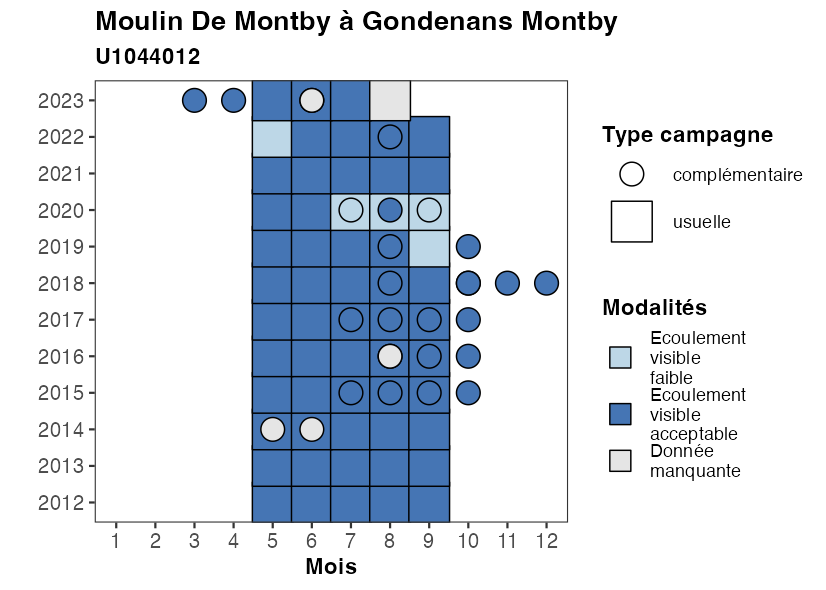 Moulin De Montby à Gondenans Montby
U1044012
2023
2022
2021
2020
2019
2018
2017
2016
2015
2014
2013
2012
1 2 3 4 5 6 7 8 9 10 11 12
Mois
Type campagne
complémentaire
usuelle
Modalités
Ecoulement
visible
faible
Ecoulement
visible
acceptable
Donnée
manquante